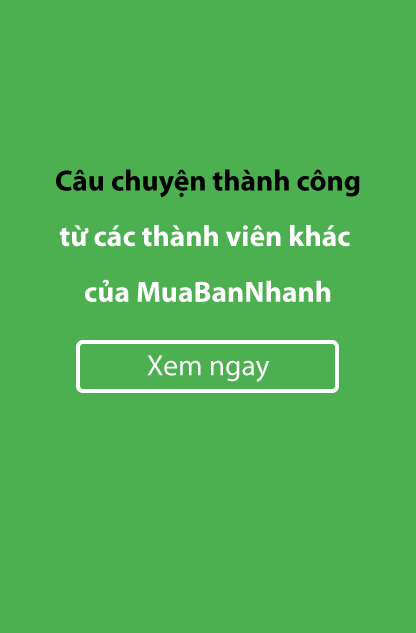 Câu chuyện thành công
từ các thành viên khác
của MuaBanNhanh
Xem ngay